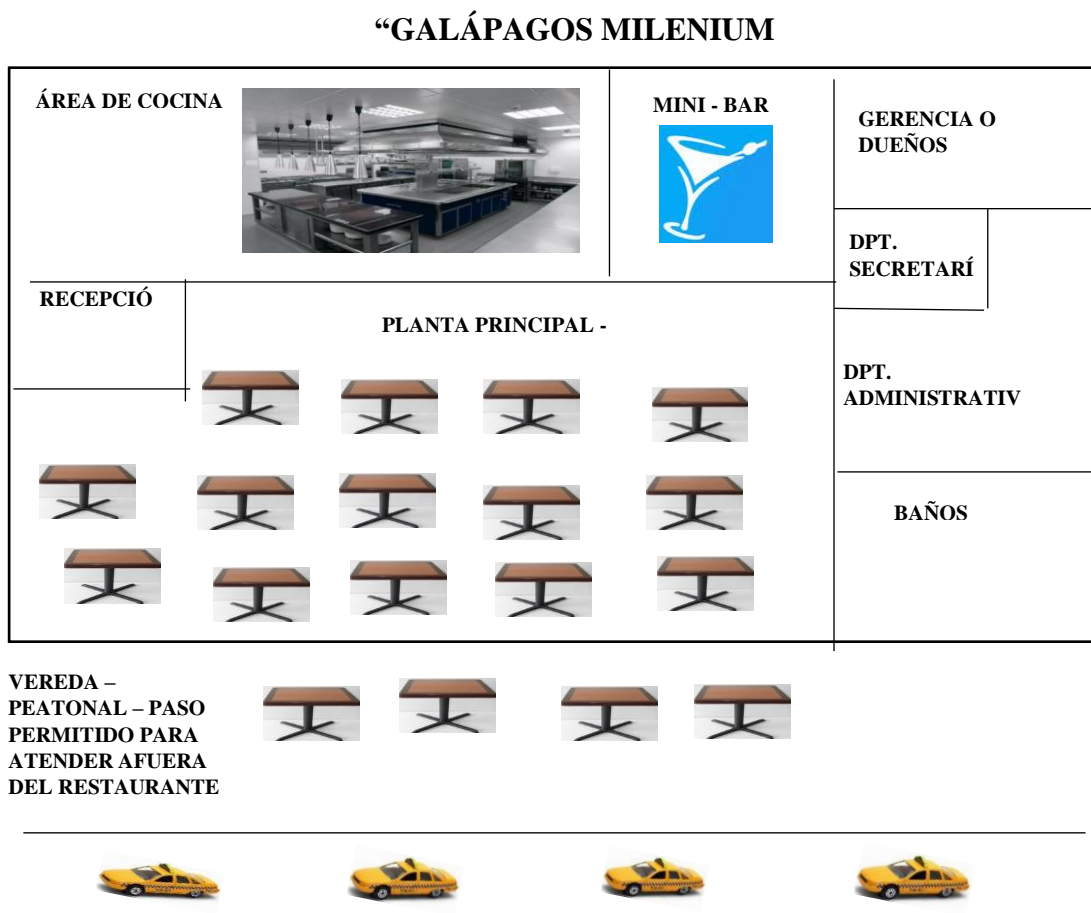 “GALÁPAGOS MILENIUM
ÁREA DE COCINA
MINI - BAR
GERENCIA O
DUEÑOS
DPT.
SECRETARÍ
RECEPCIÓ
PLANTA PRINCIPAL -
DPT.
ADMINISTRATIV
BAÑOS
VEREDA –
PEATONAL – PASO
PERMITIDO PARA
ATENDER AFUERA
DEL RESTAURANTE